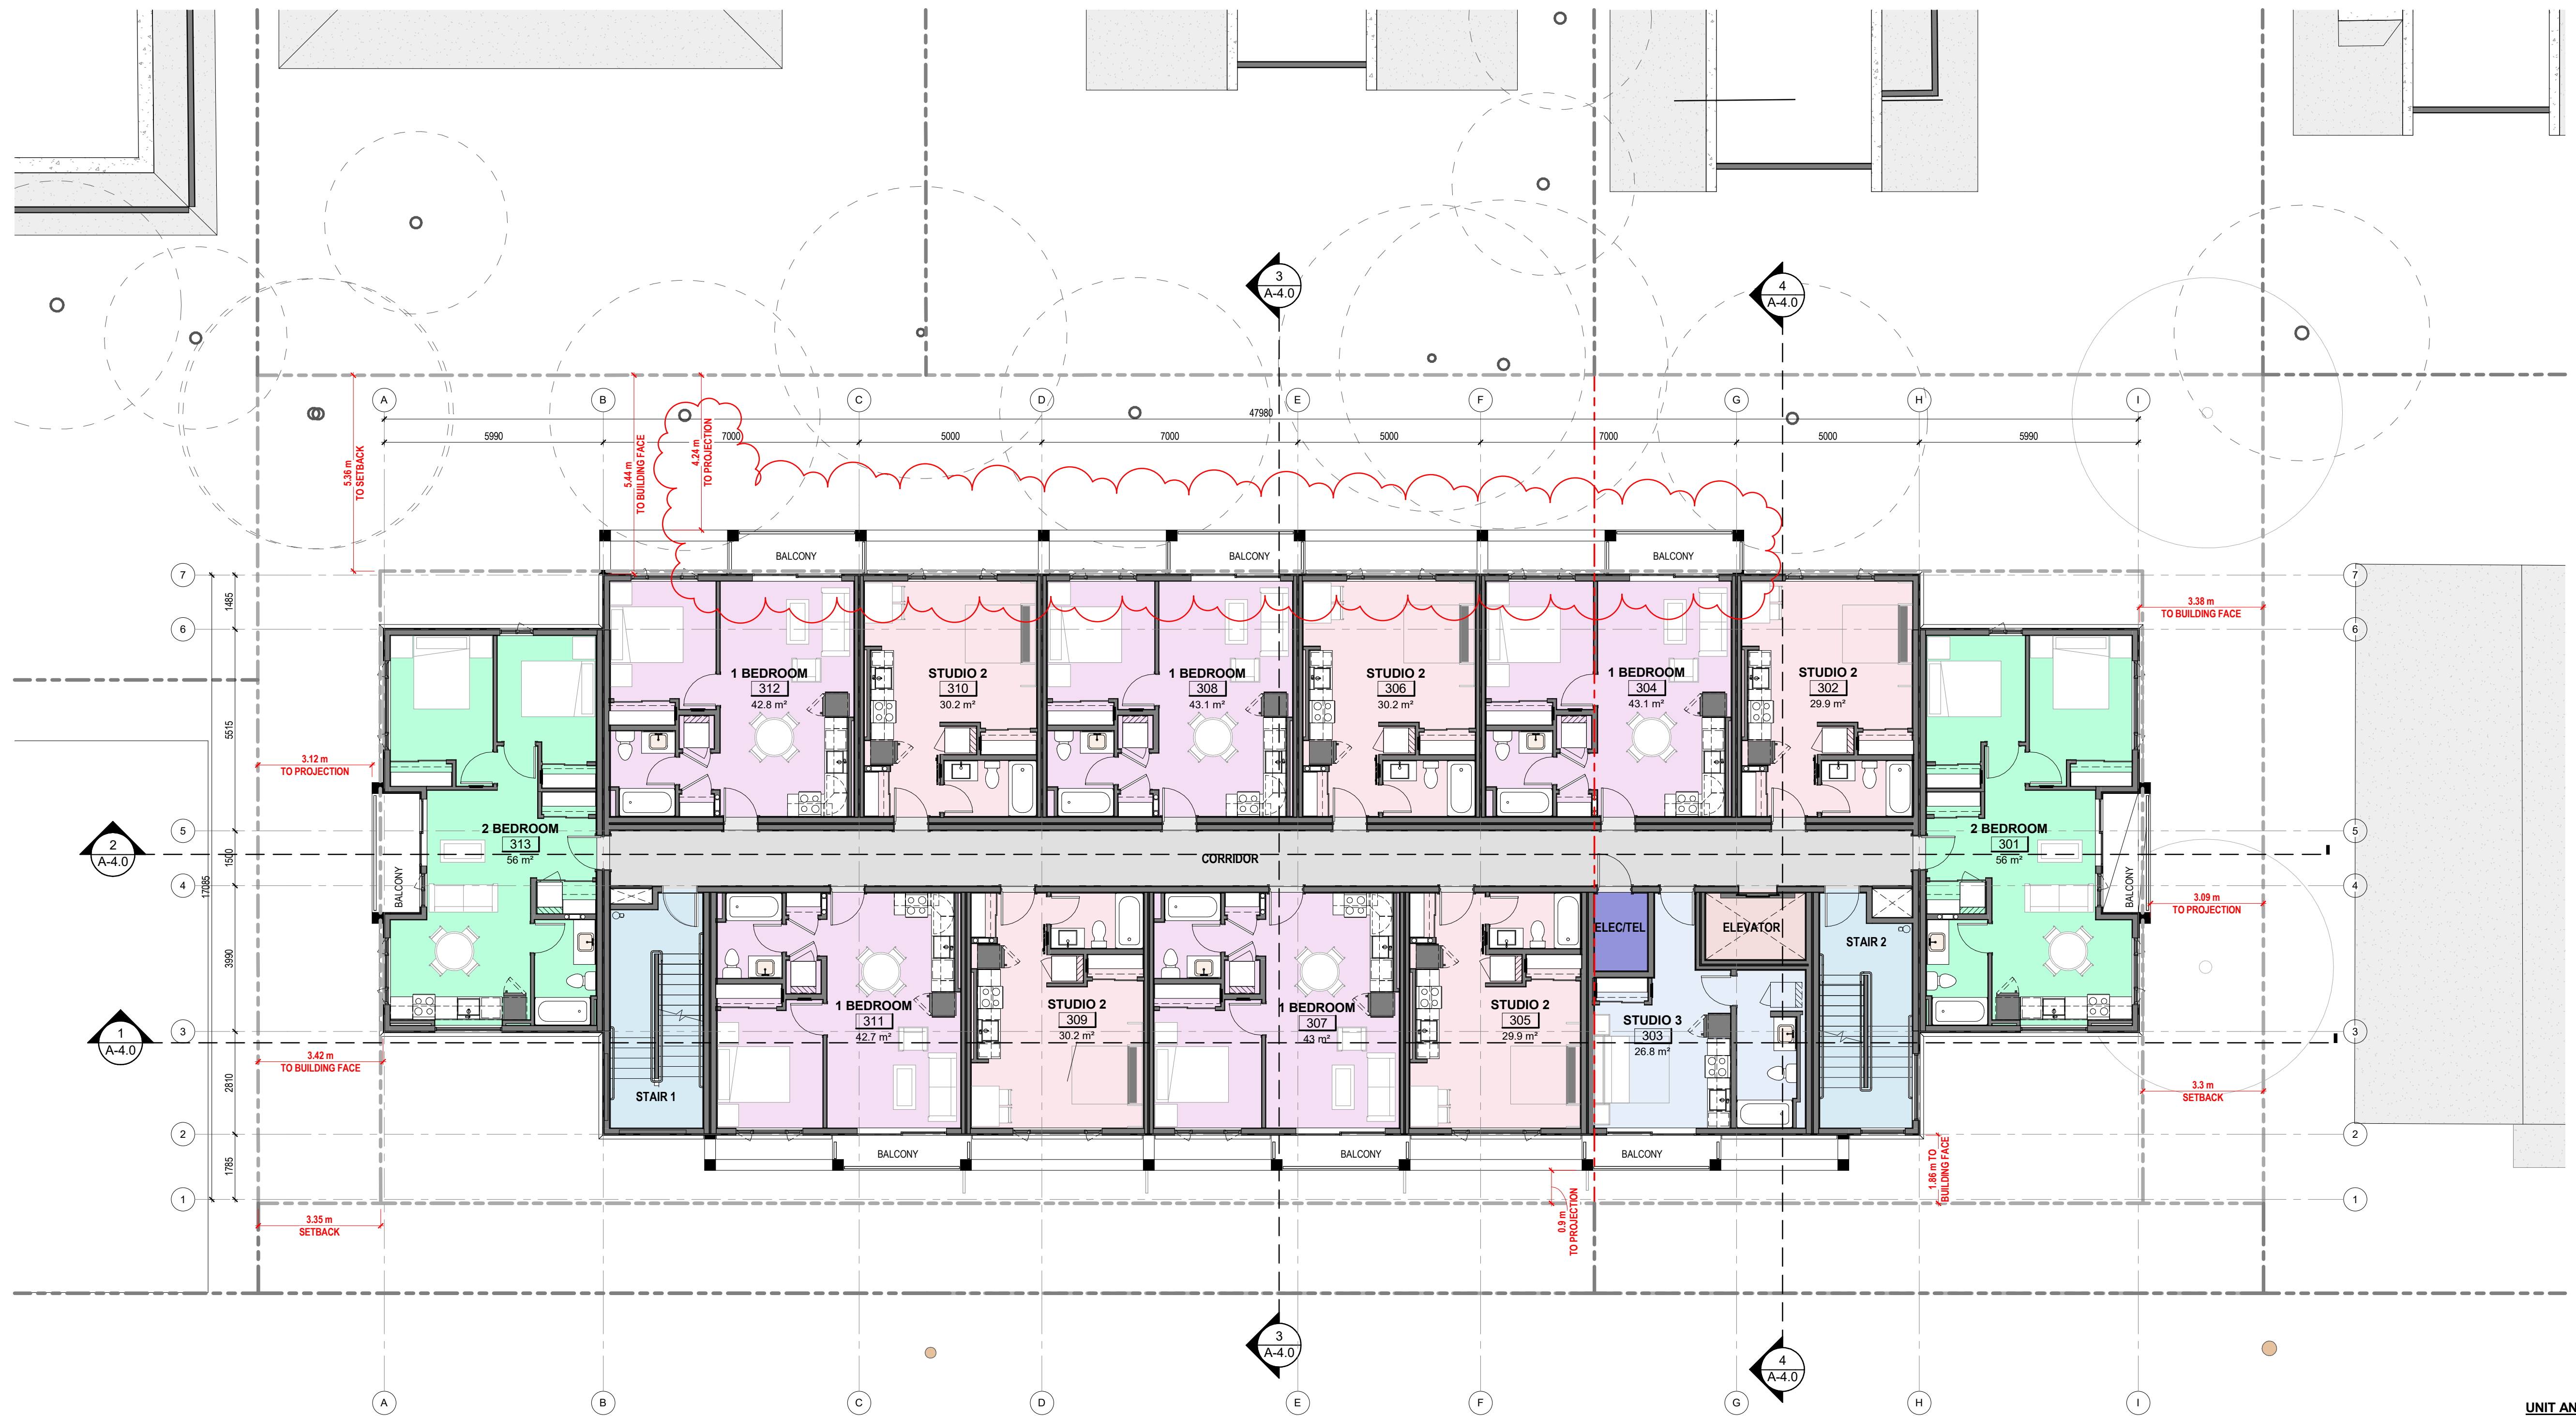 3
A-4.0
4
A-4.0
A
B
C
D
E
F
G
H
I
47980
5990
7000
5000
7000
5000
7000
5000
5990
5.36 m
TO SETBACK
5.44 m
TO BUILDING FACE
4.24 m
TO PROJECTION
BALCONY
BALCONY
BALCONY
7
7
1485
3.38 m
TO BUILDING FACE
6
6
1 BEDROOM
312
42.8 m²
STUDIO 2
310
30.2 m²
1 BEDROOM
308
43.1 m²
STUDIO 2
306
30.2 m²
1 BEDROOM
304
43.1 m²
STUDIO 2
302
29.9 m²
5515
3.12 m
TO PROJECTION
2 BEDROOM
313
56 m²
2 BEDROOM
301
56 m²
5
5
2
A-4.0
1500
CORRIDOR
17085
4
4
BALCONY
BALCONY
3.09 m
TO PROJECTION
ELEC/TEL
ELEVATOR
STAIR 2
3990
1 BEDROOM
311
42.7 m²
STUDIO 2
309
30.2 m²
1 BEDROOM
307
43 m²
STUDIO 2
305
29.9 m²
STUDIO 3
303
26.8 m²
3
3
1
A-4.0
3.42 m
TO BUILDING FACE
2810
STAIR 1
3.3 m
SETBACK
2
2
BALCONY
BALCONY
BALCONY
1785
1.86 m TO
BUILDING FACE
1
1
0.9 m
TO PROJECTION
3.35 m
SETBACK
3
A-4.0
4
A-4.0
A
B
C
D
E
F
G
H
I
UNIT AN